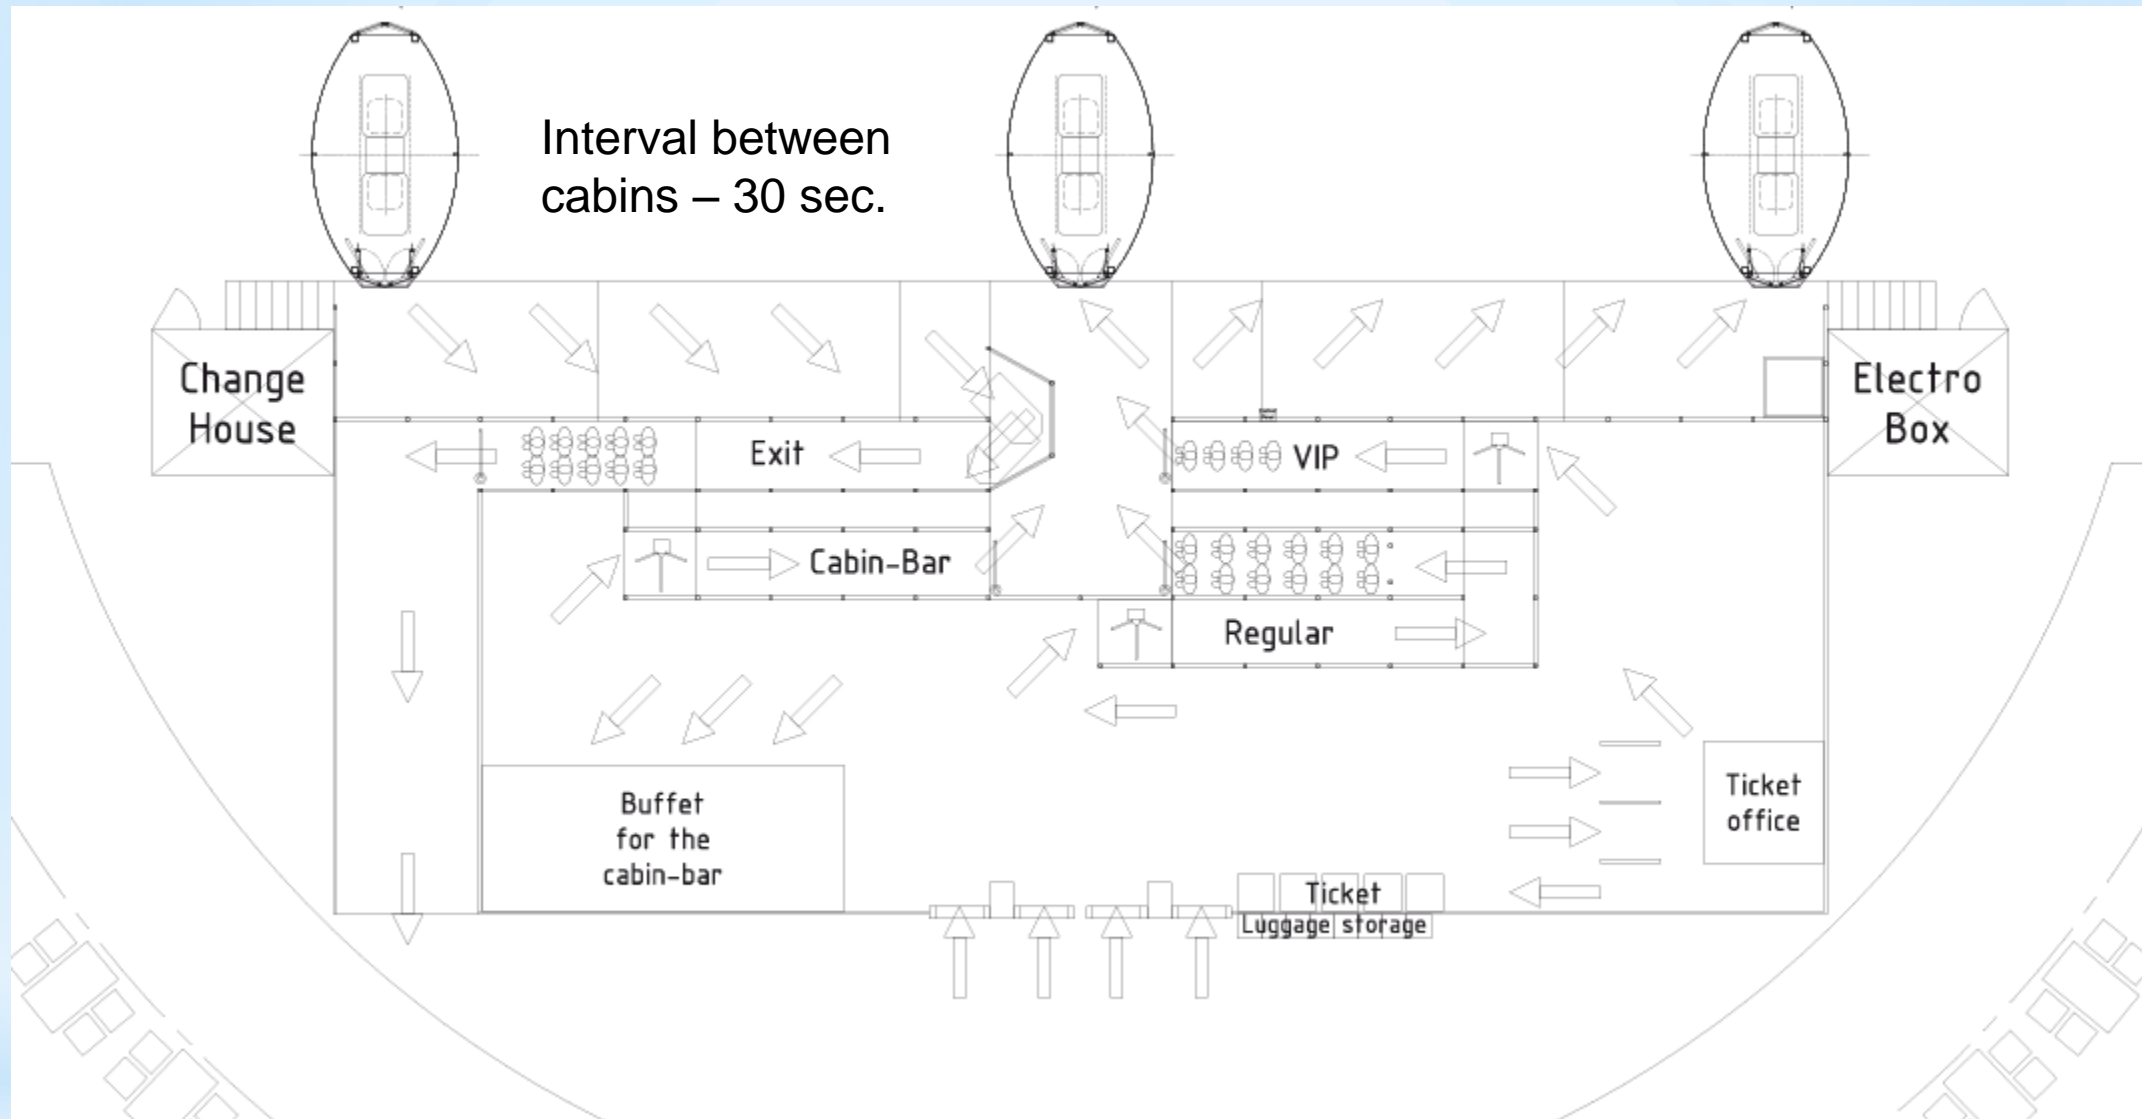 Interval between
cabins – 30 sec.
Change
House
Electro
Box
Exit
VIP
Cabin-Bar
Regular
Buffet
for the
cabin-bar
Ticket
office
Ticket
Luggage storage